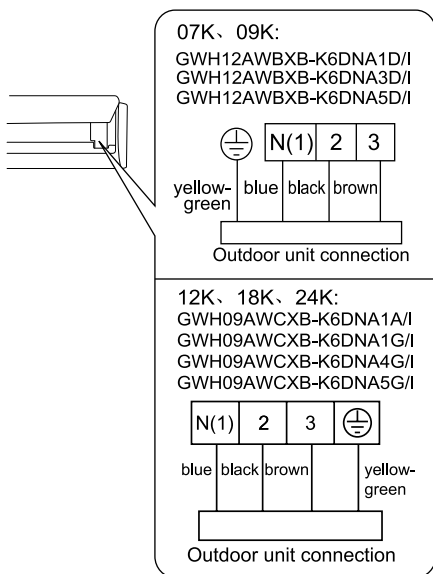 07K、09K:
GWH12AWBXB-K6DNA1D/I
GWH12AWBXB-K6DNA3D/I
GWH12AWBXB-K6DNA5D/I
N(1) 2 3
yellow-green blue black brown
Outdoor unit connection
12K、18K、24K:
GWH09AWCXB-K6DNA1A/I
GWH09AWCXB-K6DNA1G/I
GWH09AWCXB-K6DNA4G/I
GWH09AWCXB-K6DNA5G/I
N(1) 2 3
blue black brown yellow-green
Outdoor unit connection